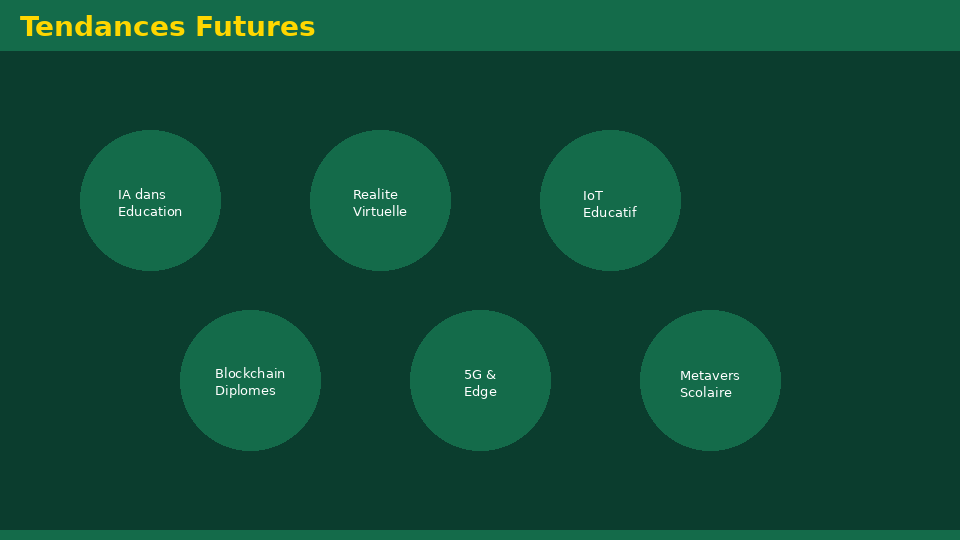 Tendances Futures
IA dans
Education
Realite
Virtuelle
IoT
Educatif
Blockchain
Diplomes
5G &
Edge
Metavers
Scolaire